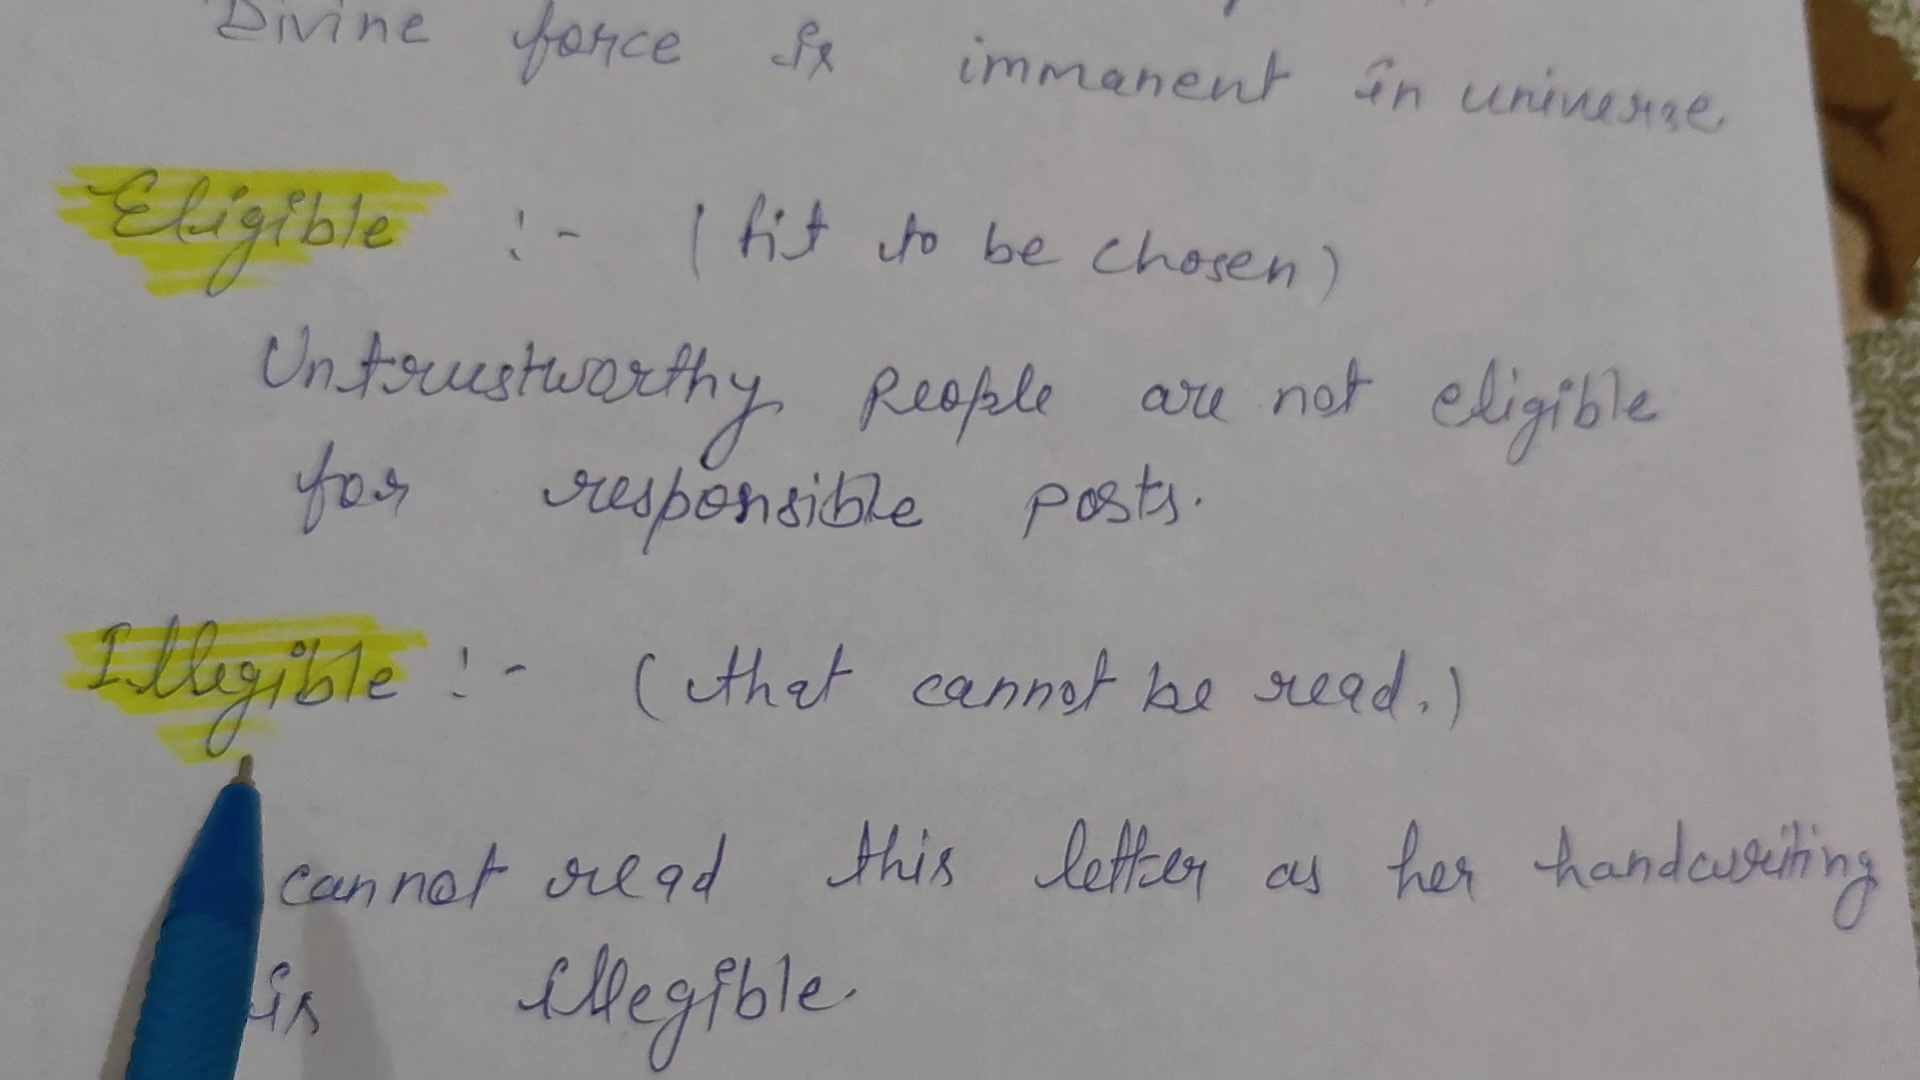 Divine force is immanent in universe.
Eligible :- (fit to be chosen)
Untrustworthy People are not eligible
for responsible posts.
Illegible :- (that cannot be read.)
cannot read this letter as her handwriting
is illegible.